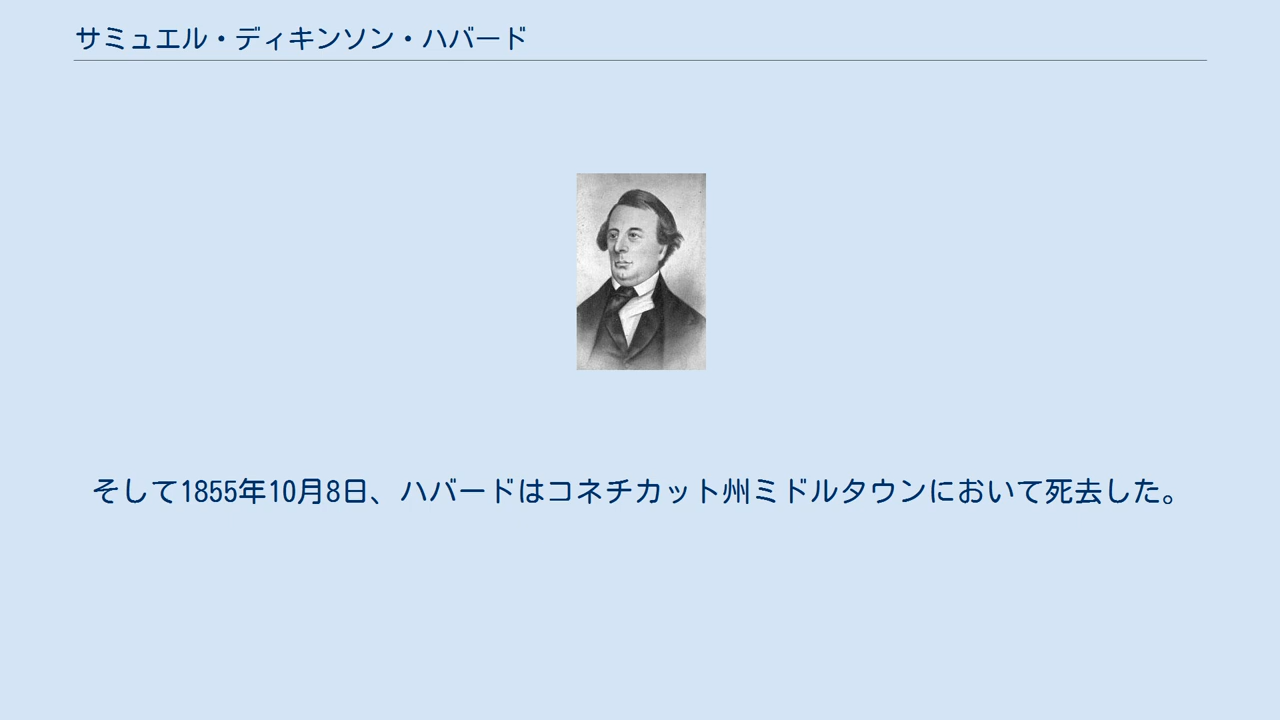 サミュエル・ディキンソン・ハバード
そして1855年10月8日、ハバードはコネチカット州ミドルタウンにおいて死去した。